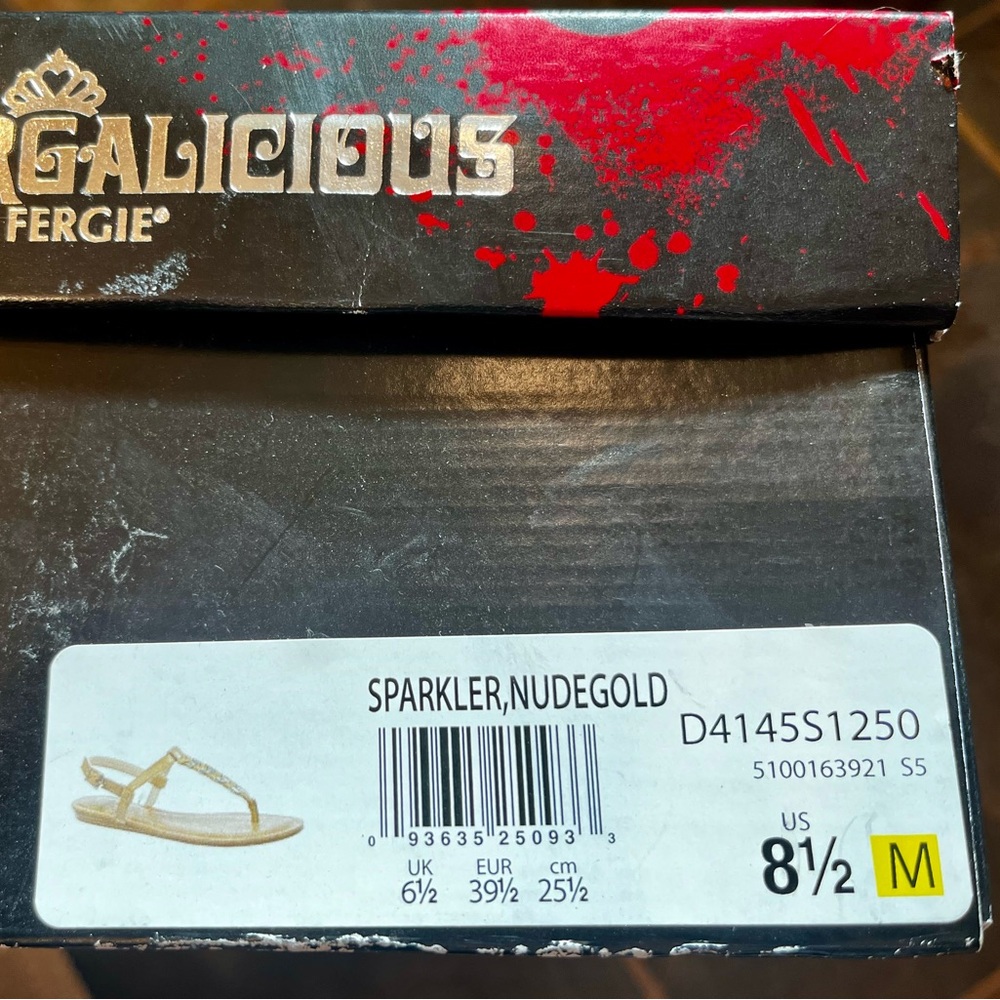 RGALICIOUS
FERGIE®
SPARKLER,NUDEGOLD
D4145S1250
5100163921 S5
0 93635 25093 3
UK EUR cm
6½ 39½ 25½
US
8½ M